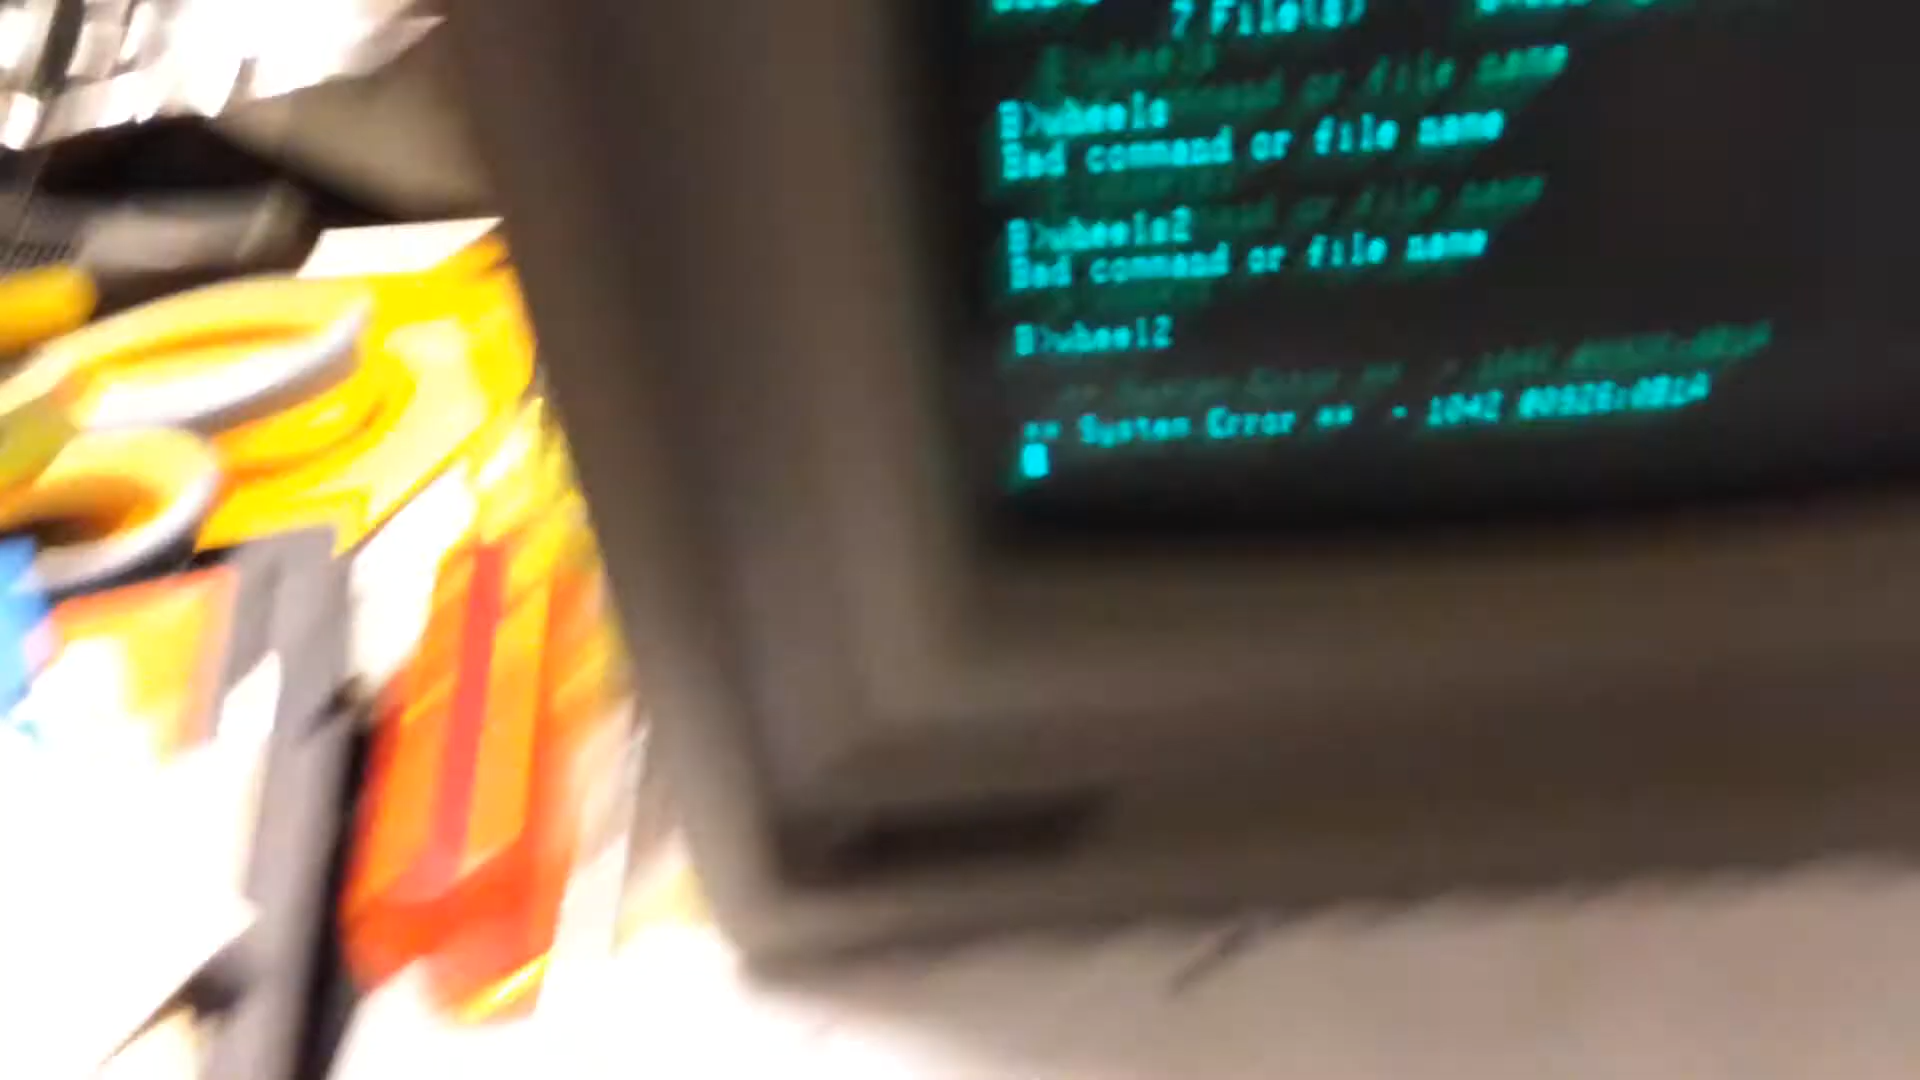 7 File(s)
B>wheels
Bad command or file name
B>wheels2
Bad command or file name
B>wheel2
** System Error ** - 1042